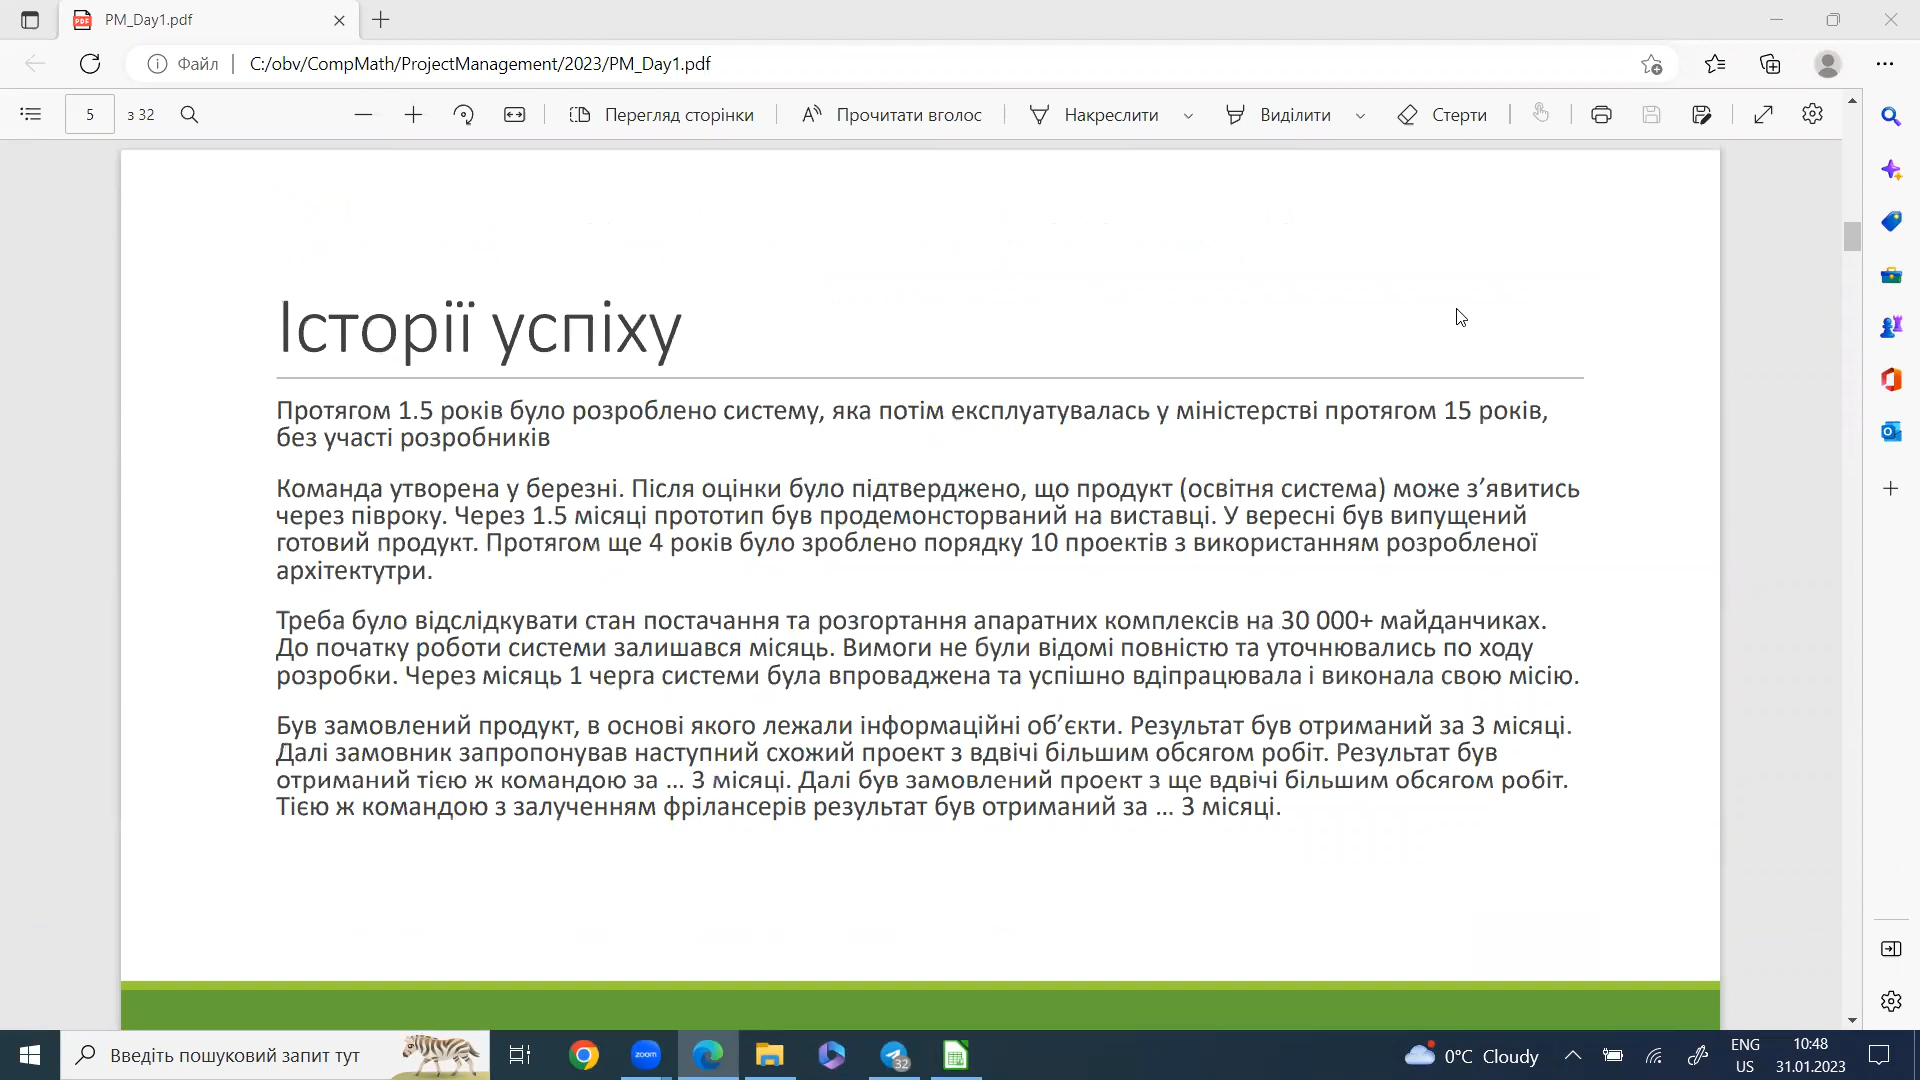 PM_Day1.pdf
Файл
C:/obv/CompMath/ProjectManagement/2023/PM_Day1.pdf
5 з 32
Перегляд сторінки
Прочитати вголос
Накреслити
Виділити
Стерти
Історії успіху
Протягом 1.5 років було розроблено систему, яка потім експлуатувалась у міністерстві протягом 15 років,
без участі розробників
Команда утворена у березні. Після оцінки було підтверджено, що продукт (освітня система) може з’явитись
через півроку. Через 1.5 місяці прототип був продемонсторваний на виставці. У вересні був випущений
готовий продукт. Протягом ще 4 років було зроблено порядку 10 проектів з використанням розробленої
архітектутри.
Треба було відслідкувати стан постачання та розгортання апаратних комплексів на 30 000+ майданчиках.
До початку роботи системи залишався місяць. Вимоги не були відомі повністю та уточнювались по ходу
розробки. Через місяць 1 черга системи була впроваджена та успішно вдіпрацювала і виконала свою місію.
Був замовлений продукт, в основі якого лежали інформаційні об’єкти. Результат був отриманий за 3 місяці.
Далі замовник запропонував наступний схожий проект з вдвічі більшим обсягом робіт. Результат був
отриманий тією ж командою за ... 3 місяці. Далі був замовлений проект з ще вдвічі більшим обсягом робіт.
Тією ж командою з залученням фрілансерів результат був отриманий за ... 3 місяці.
Введіть пошуковий запит тут
zoom
32
0°C Cloudy
ENG
US
10:48
31.01.2023